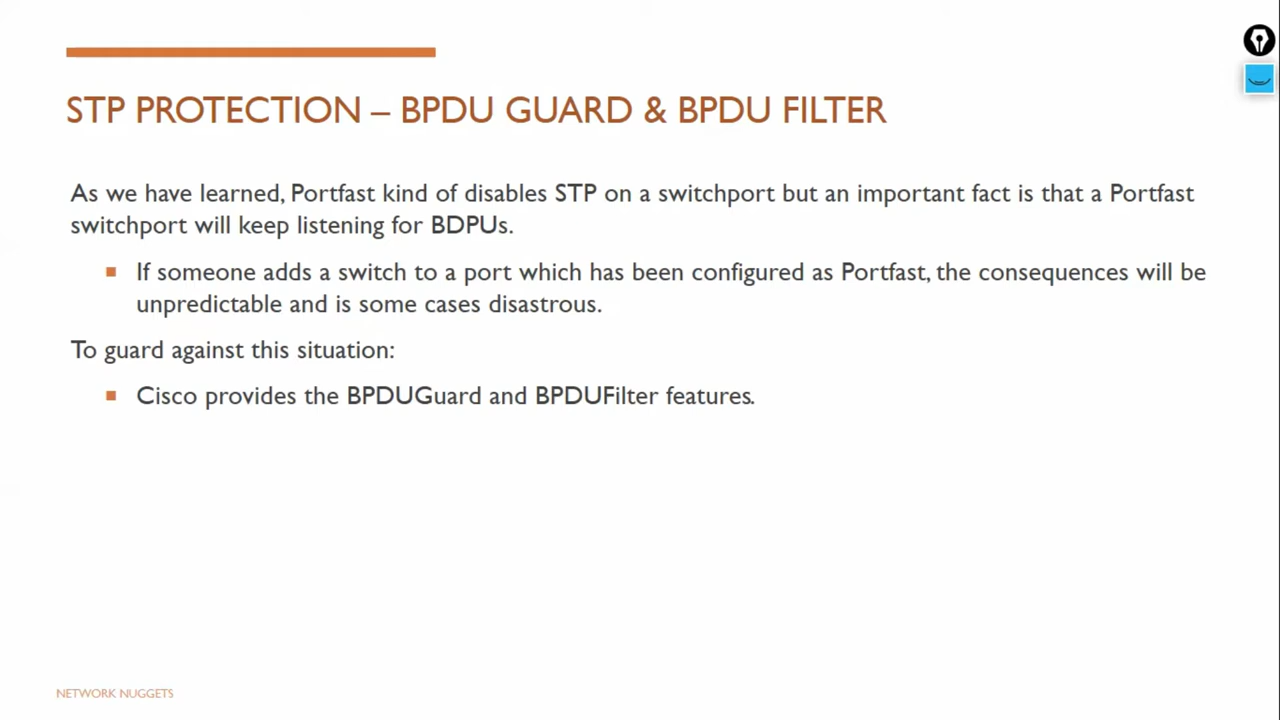 STP PROTECTION – BPDU GUARD & BPDU FILTER
As we have learned, Portfast kind of disables STP on a switchport but an important fact is that a Portfast
switchport will keep listening for BDPUs.
If someone adds a switch to a port which has been configured as Portfast, the consequences will be
unpredictable and is some cases disastrous.
To guard against this situation:
Cisco provides the BPDUGuard and BPDUFilter features.
NETWORK NUGGETS